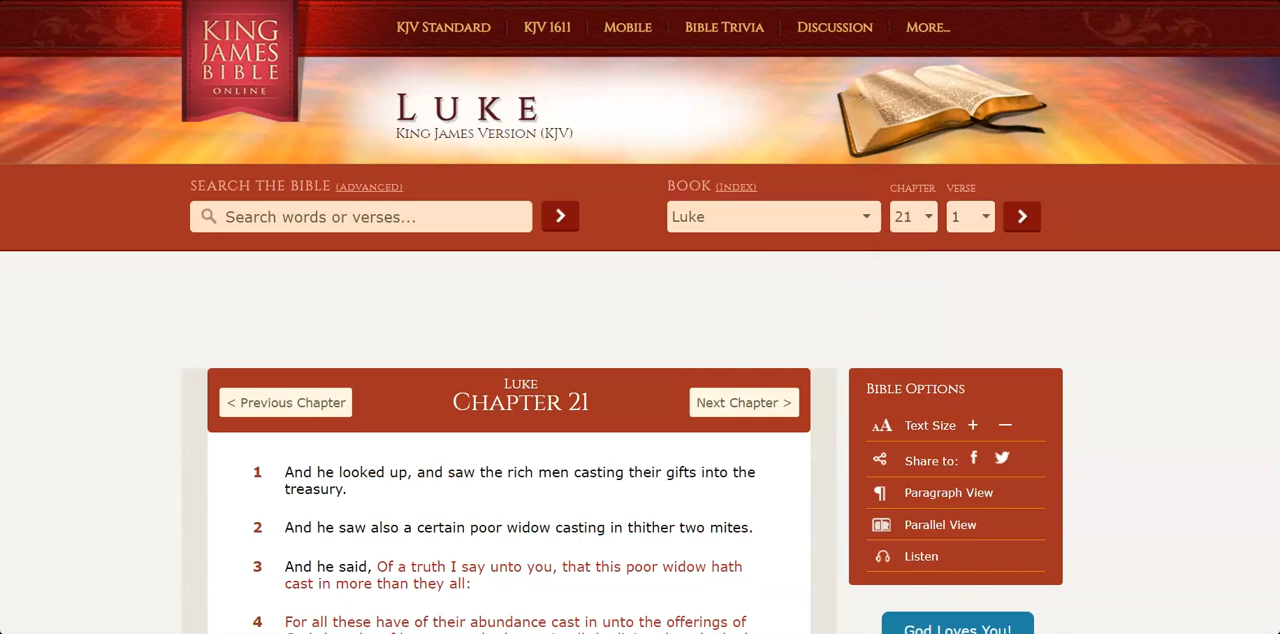 KING JAMES BIBLE ONLINE
KJV STANDARD
KJV 1611
MOBILE
BIBLE TRIVIA
DISCUSSION
MORE...
LUKE
KING JAMES VERSION (KJV)
SEARCH THE BIBLE (ADVANCED)
Search words or verses...
BOOK (INDEX)
CHAPTER
VERSE
Luke
21
1
< Previous Chapter
LUKE
CHAPTER 21
Next Chapter >
1 And he looked up, and saw the rich men casting their gifts into the
treasury.
2 And he saw also a certain poor widow casting in thither two mites.
3 And he said, Of a truth I say unto you, that this poor widow hath
cast in more than they all:
4 For all these have of their abundance cast in unto the offerings of
BIBLE OPTIONS
AA Text Size + −
Share to:
Paragraph View
Parallel View
Listen
God Loves You!